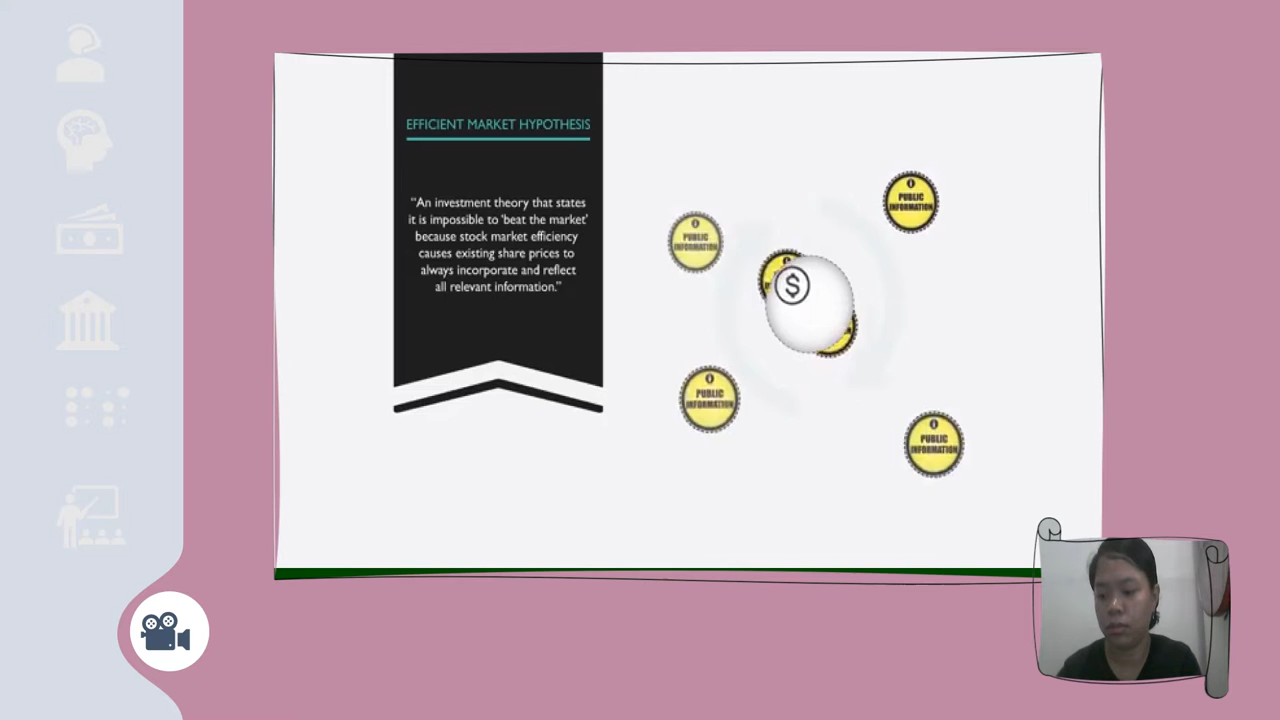 EFFICIENT MARKET HYPOTHESIS
“An investment theory that states
it is impossible to ‘beat the market’
because stock market efficiency
causes existing share prices to
always incorporate and reflect
all relevant information.”
PUBLIC
INFORMATION
PUBLIC
INFORMATION
$
PUBLIC
INFORMATION
PUBLIC
INFORMATION